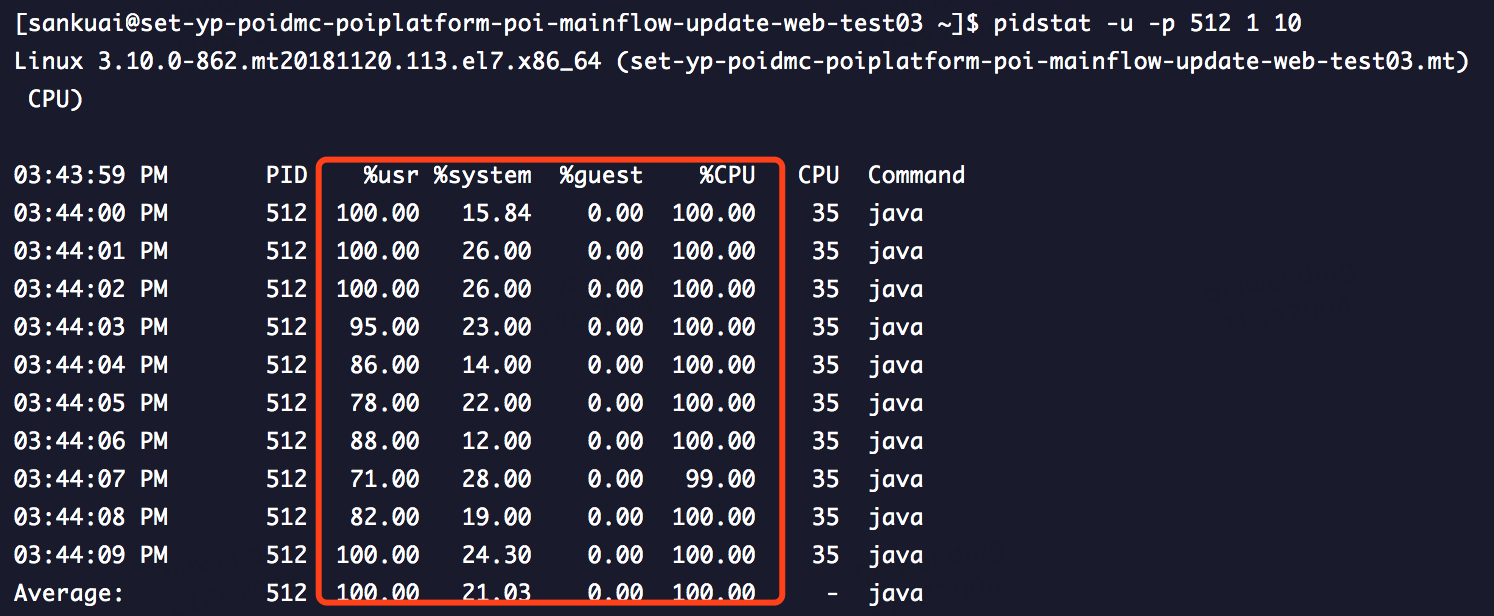 [sankuai@set-yp-poidmc-poiplatform-poi-mainflow-update-web-test03 ~]$ pidstat -u -p 512 1 10
Linux 3.10.0-862.mt20181120.113.el7.x86_64 (set-yp-poidmc-poiplatform-poi-mainflow-update-web-test03.mt)
CPU)
03:43:59 PM PID %usr %system %guest %CPU CPU Command
03:44:00 PM 512 100.00 15.84 0.00 100.00 35 java
03:44:01 PM 512 100.00 26.00 0.00 100.00 35 java
03:44:02 PM 512 100.00 26.00 0.00 100.00 35 java
03:44:03 PM 512 95.00 23.00 0.00 100.00 35 java
03:44:04 PM 512 86.00 14.00 0.00 100.00 35 java
03:44:05 PM 512 78.00 22.00 0.00 100.00 35 java
03:44:06 PM 512 88.00 12.00 0.00 100.00 35 java
03:44:07 PM 512 71.00 28.00 0.00 99.00 35 java
03:44:08 PM 512 82.00 19.00 0.00 100.00 35 java
03:44:09 PM 512 100.00 24.30 0.00 100.00 35 java
Average: 512 100.00 21.03 0.00 100.00 - java